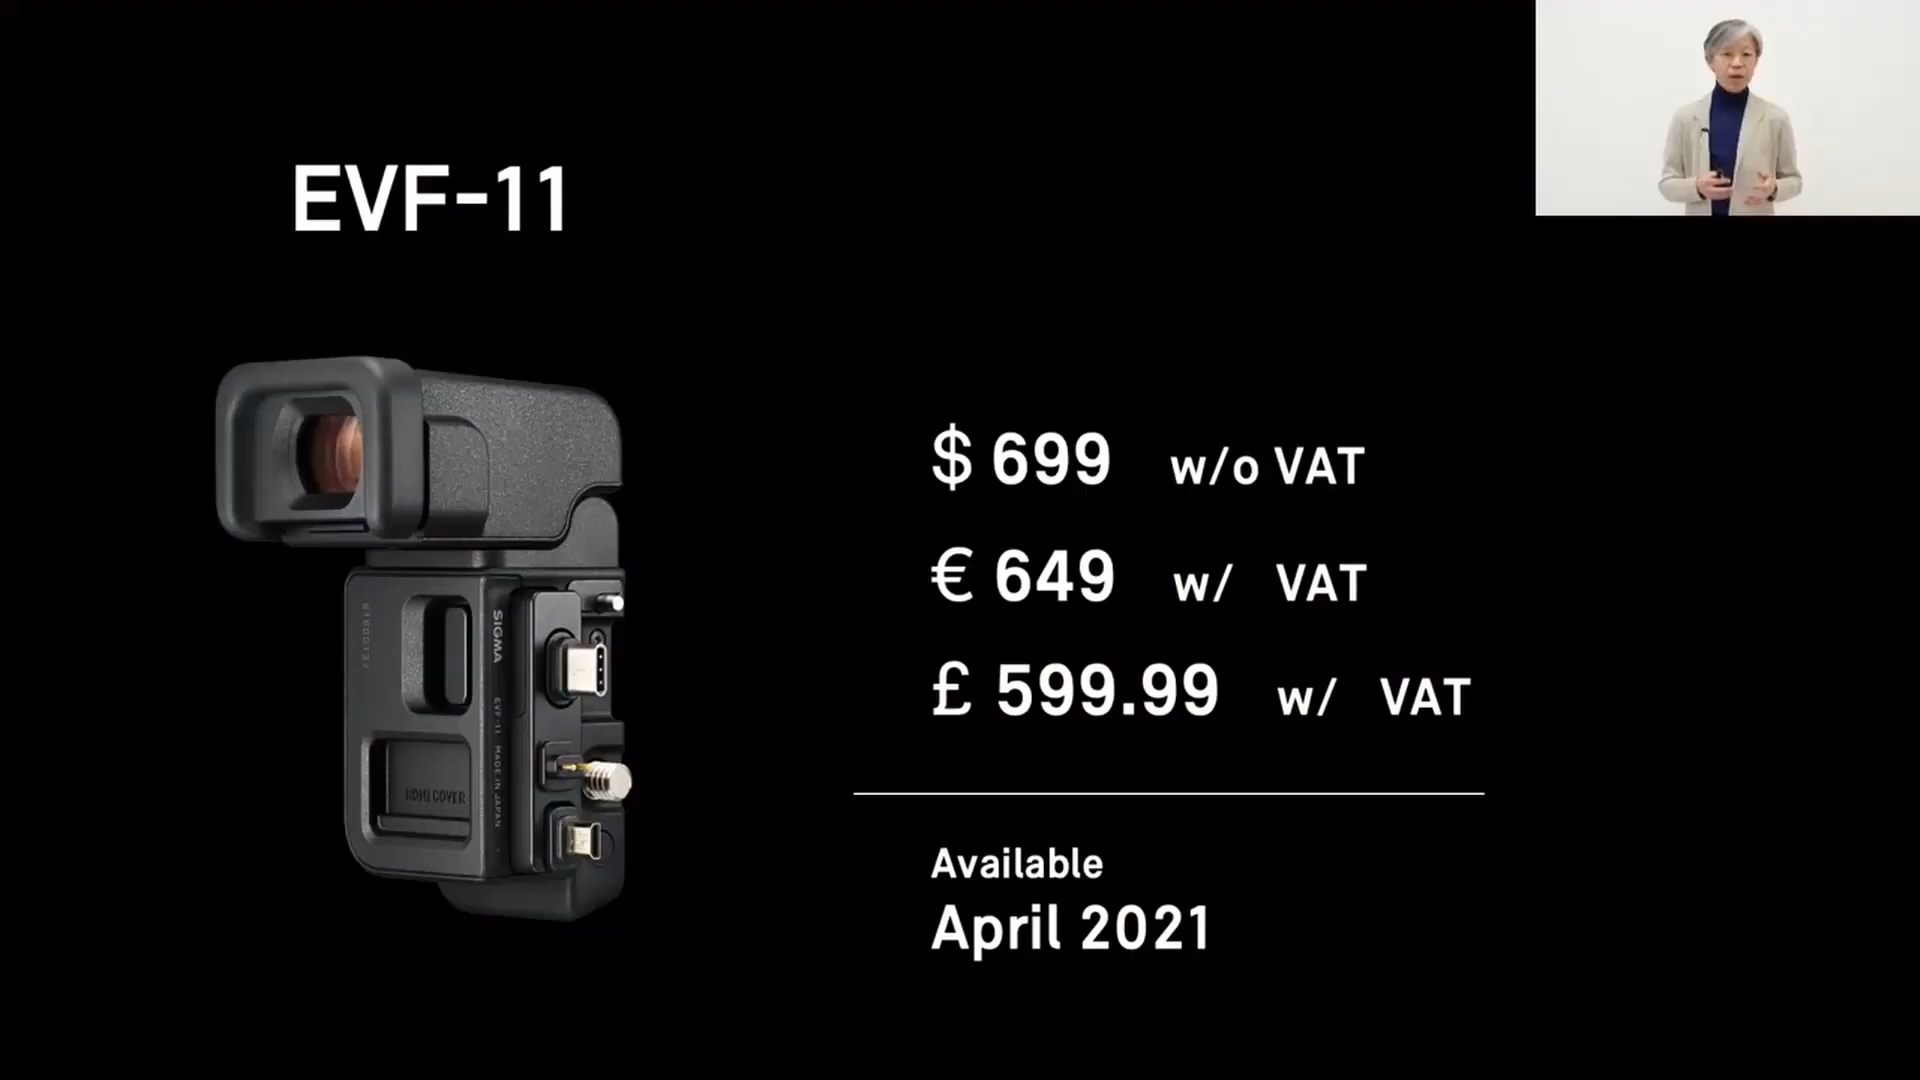 EVF-11
$ 699 w/o VAT
€ 649 w/ VAT
£ 599.99 w/ VAT
Available
April 2021
SIGMA
EVF-11 MADE IN JAPAN
HDMI COVER